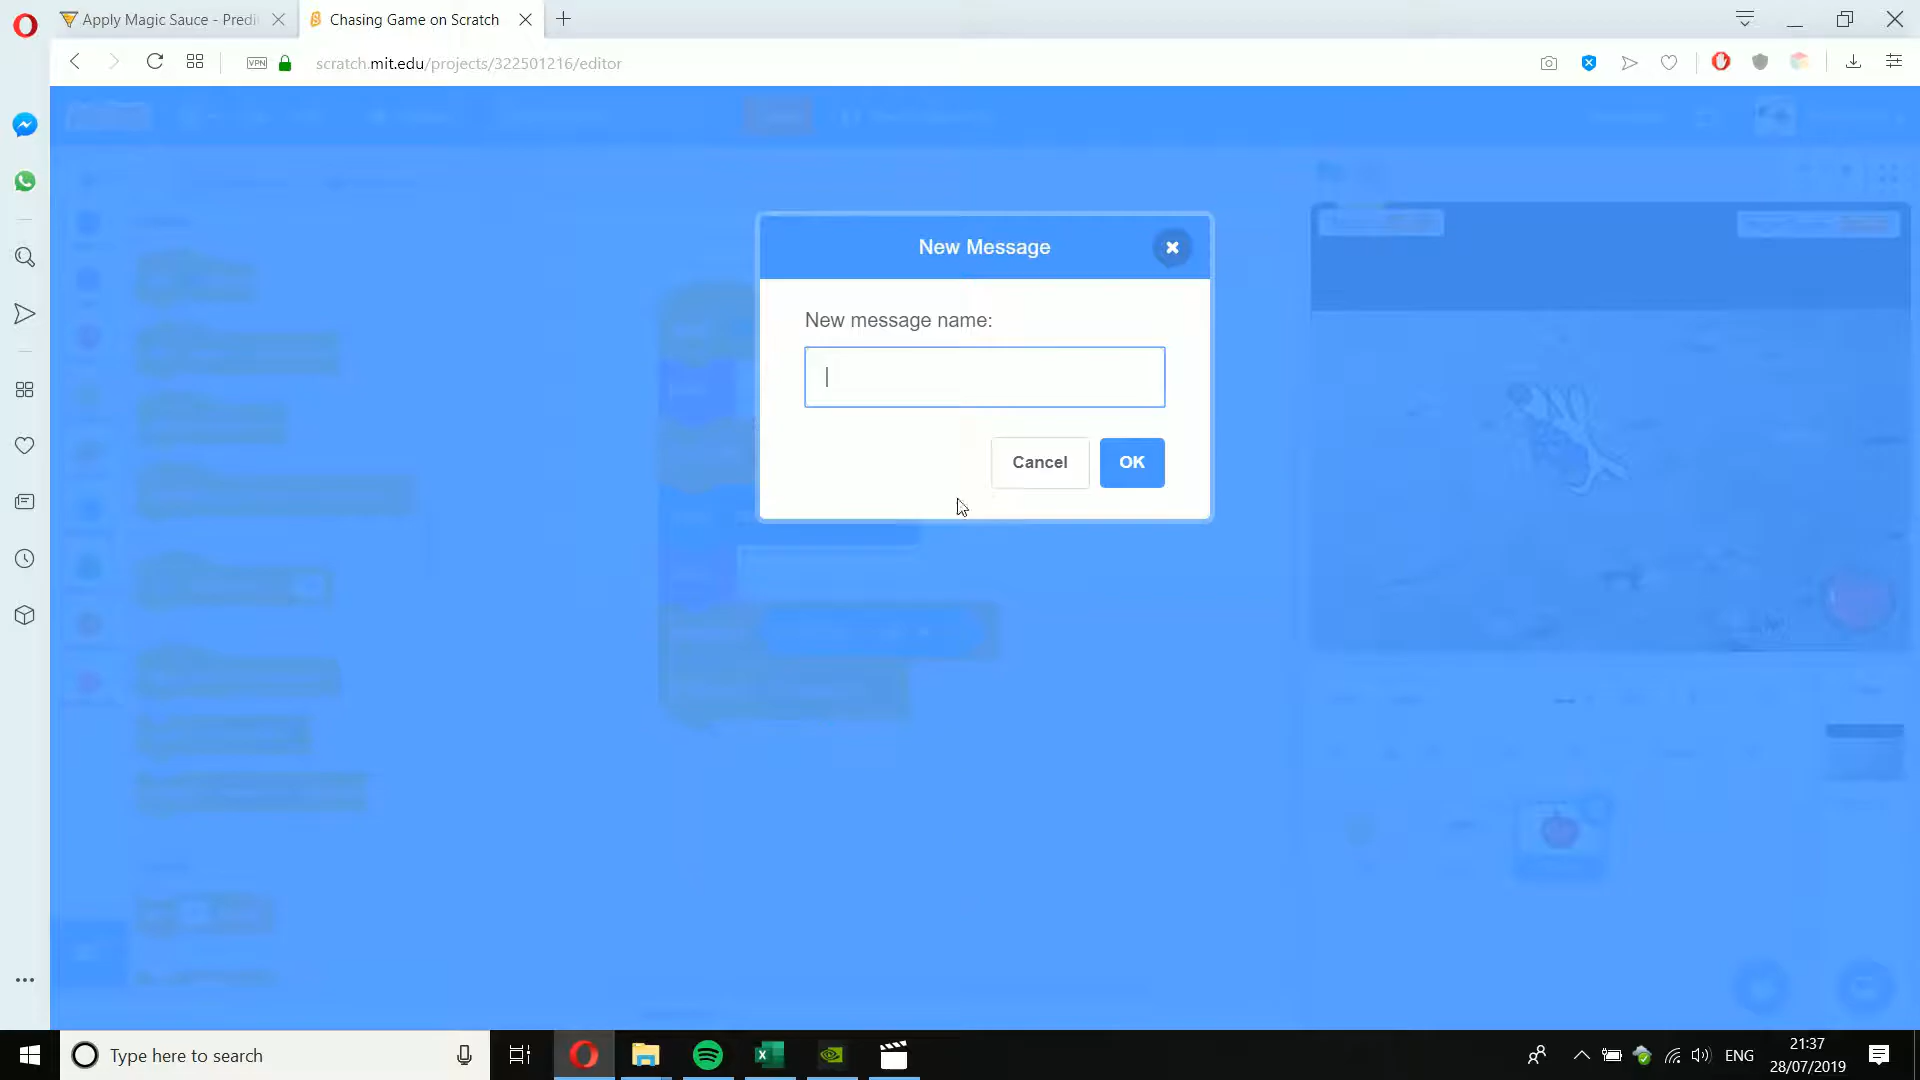 Apply Magic Sauce - Predi
Chasing Game on Scratch
VPN
scratch.mit.edu/projects/322501216/editor
New Message
New message name:
Cancel
OK
Type here to search
ENG
21:37
28/07/2019